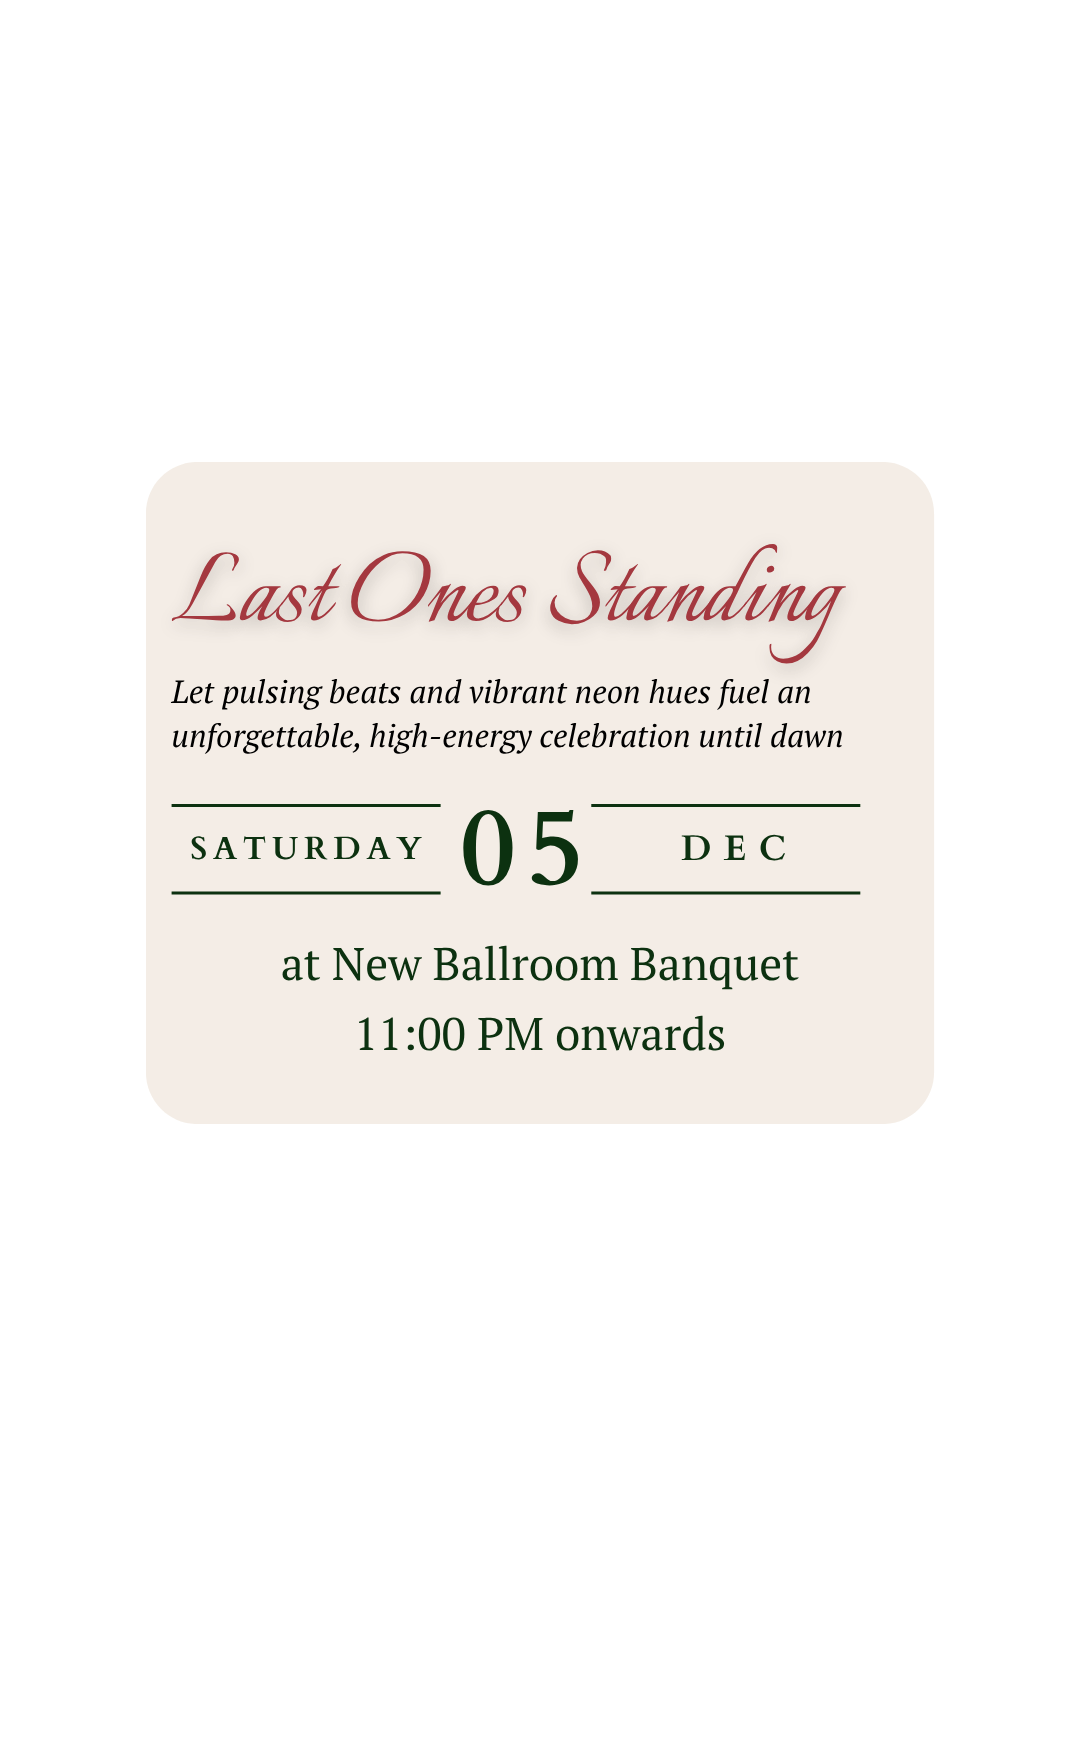 Last Ones Standing
Let pulsing beats and vibrant neon hues fuel an
unforgettable, high-energy celebration until dawn
SATURDAY 05 DEC
at New Ballroom Banquet
11:00 PM onwards